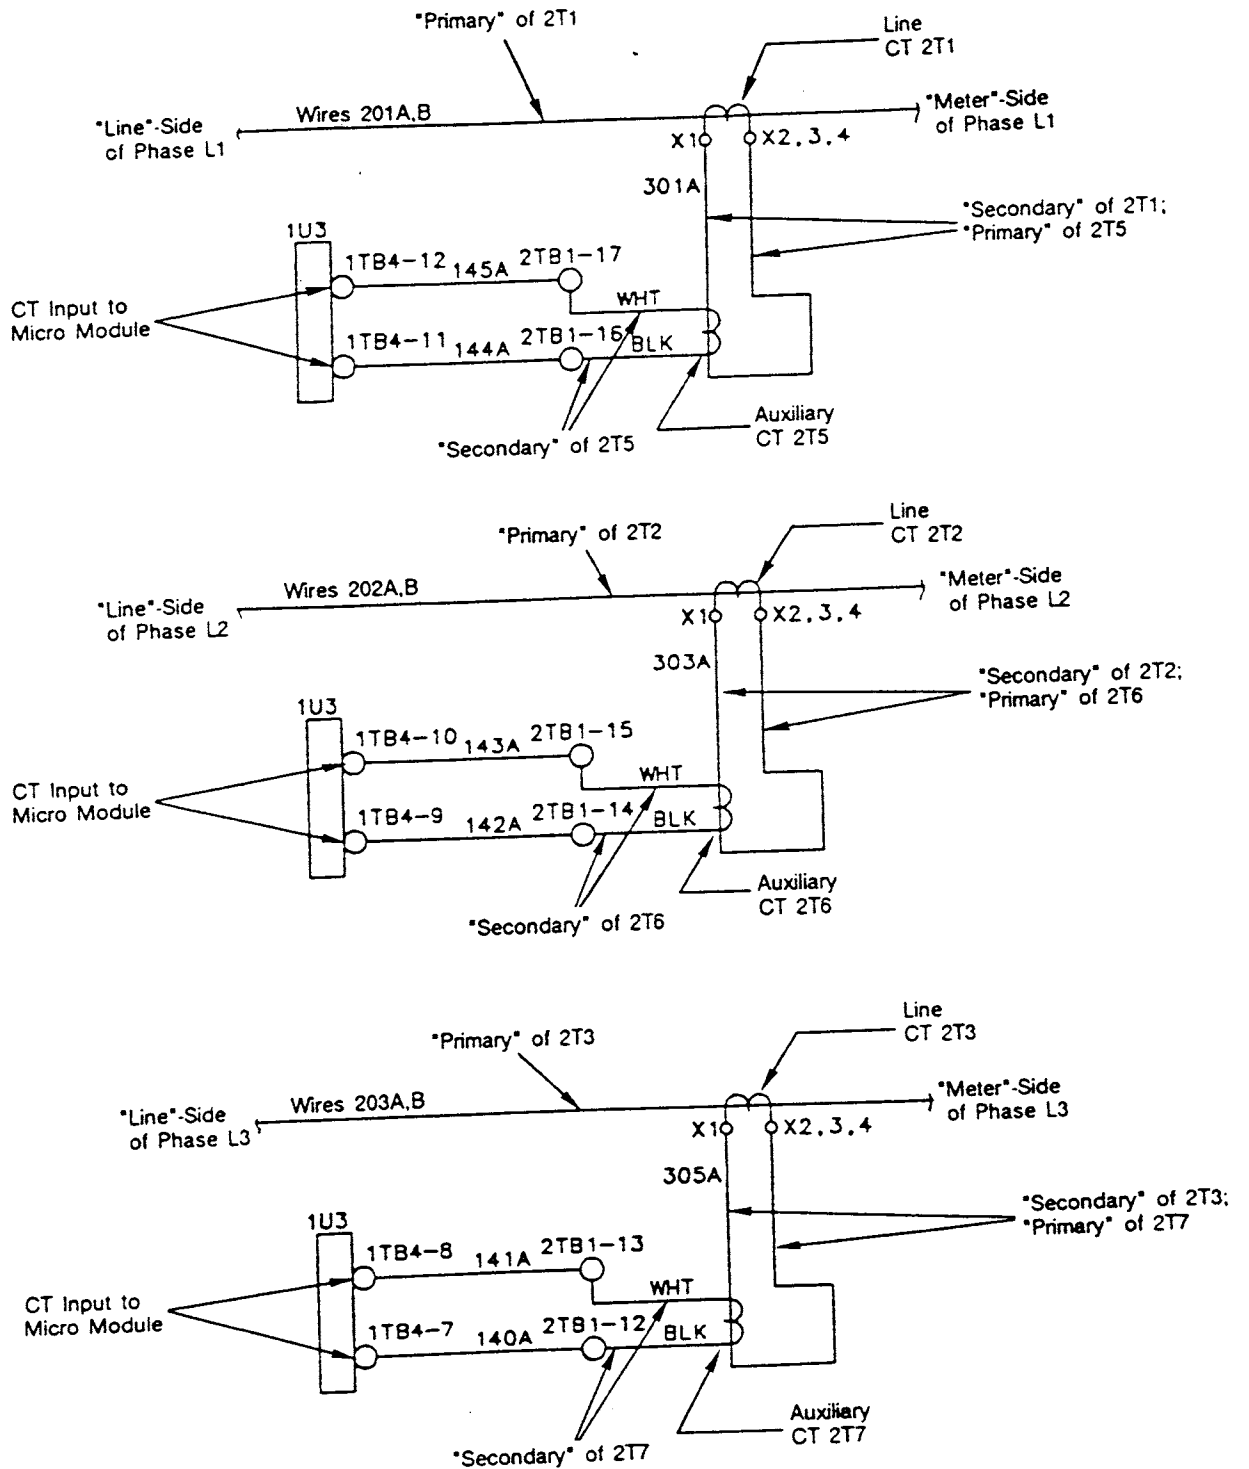 "Primary" of 2T1
Line
CT 2T1
"Line"-Side
of Phase L1
Wires 201A,B
"Meter"-Side
of Phase L1
X1
X2,3,4
301A
"Secondary" of 2T1;
"Primary" of 2T5
1U3
1TB4-12
145A
2TB1-17
WHT
CT Input to
Micro Module
1TB4-11
144A
2TB1-16
BLK
"Secondary" of 2T5
Auxiliary
CT 2T5
"Primary" of 2T2
Line
CT 2T2
"Line"-Side
of Phase L2
Wires 202A,B
"Meter"-Side
of Phase L2
X1
X2,3,4
303A
"Secondary" of 2T2;
"Primary" of 2T6
1U3
1TB4-10
143A
2TB1-15
WHT
CT Input to
Micro Module
1TB4-9
142A
2TB1-14
BLK
"Secondary" of 2T6
Auxiliary
CT 2T6
"Primary" of 2T3
Line
CT 2T3
"Line"-Side
of Phase L3
Wires 203A,B
"Meter"-Side
of Phase L3
X1
X2,3,4
305A
"Secondary" of 2T3;
"Primary" of 2T7
1U3
1TB4-8
141A
2TB1-13
WHT
CT Input to
Micro Module
1TB4-7
140A
2TB1-12
BLK
"Secondary" of 2T7
Auxiliary
CT 2T7